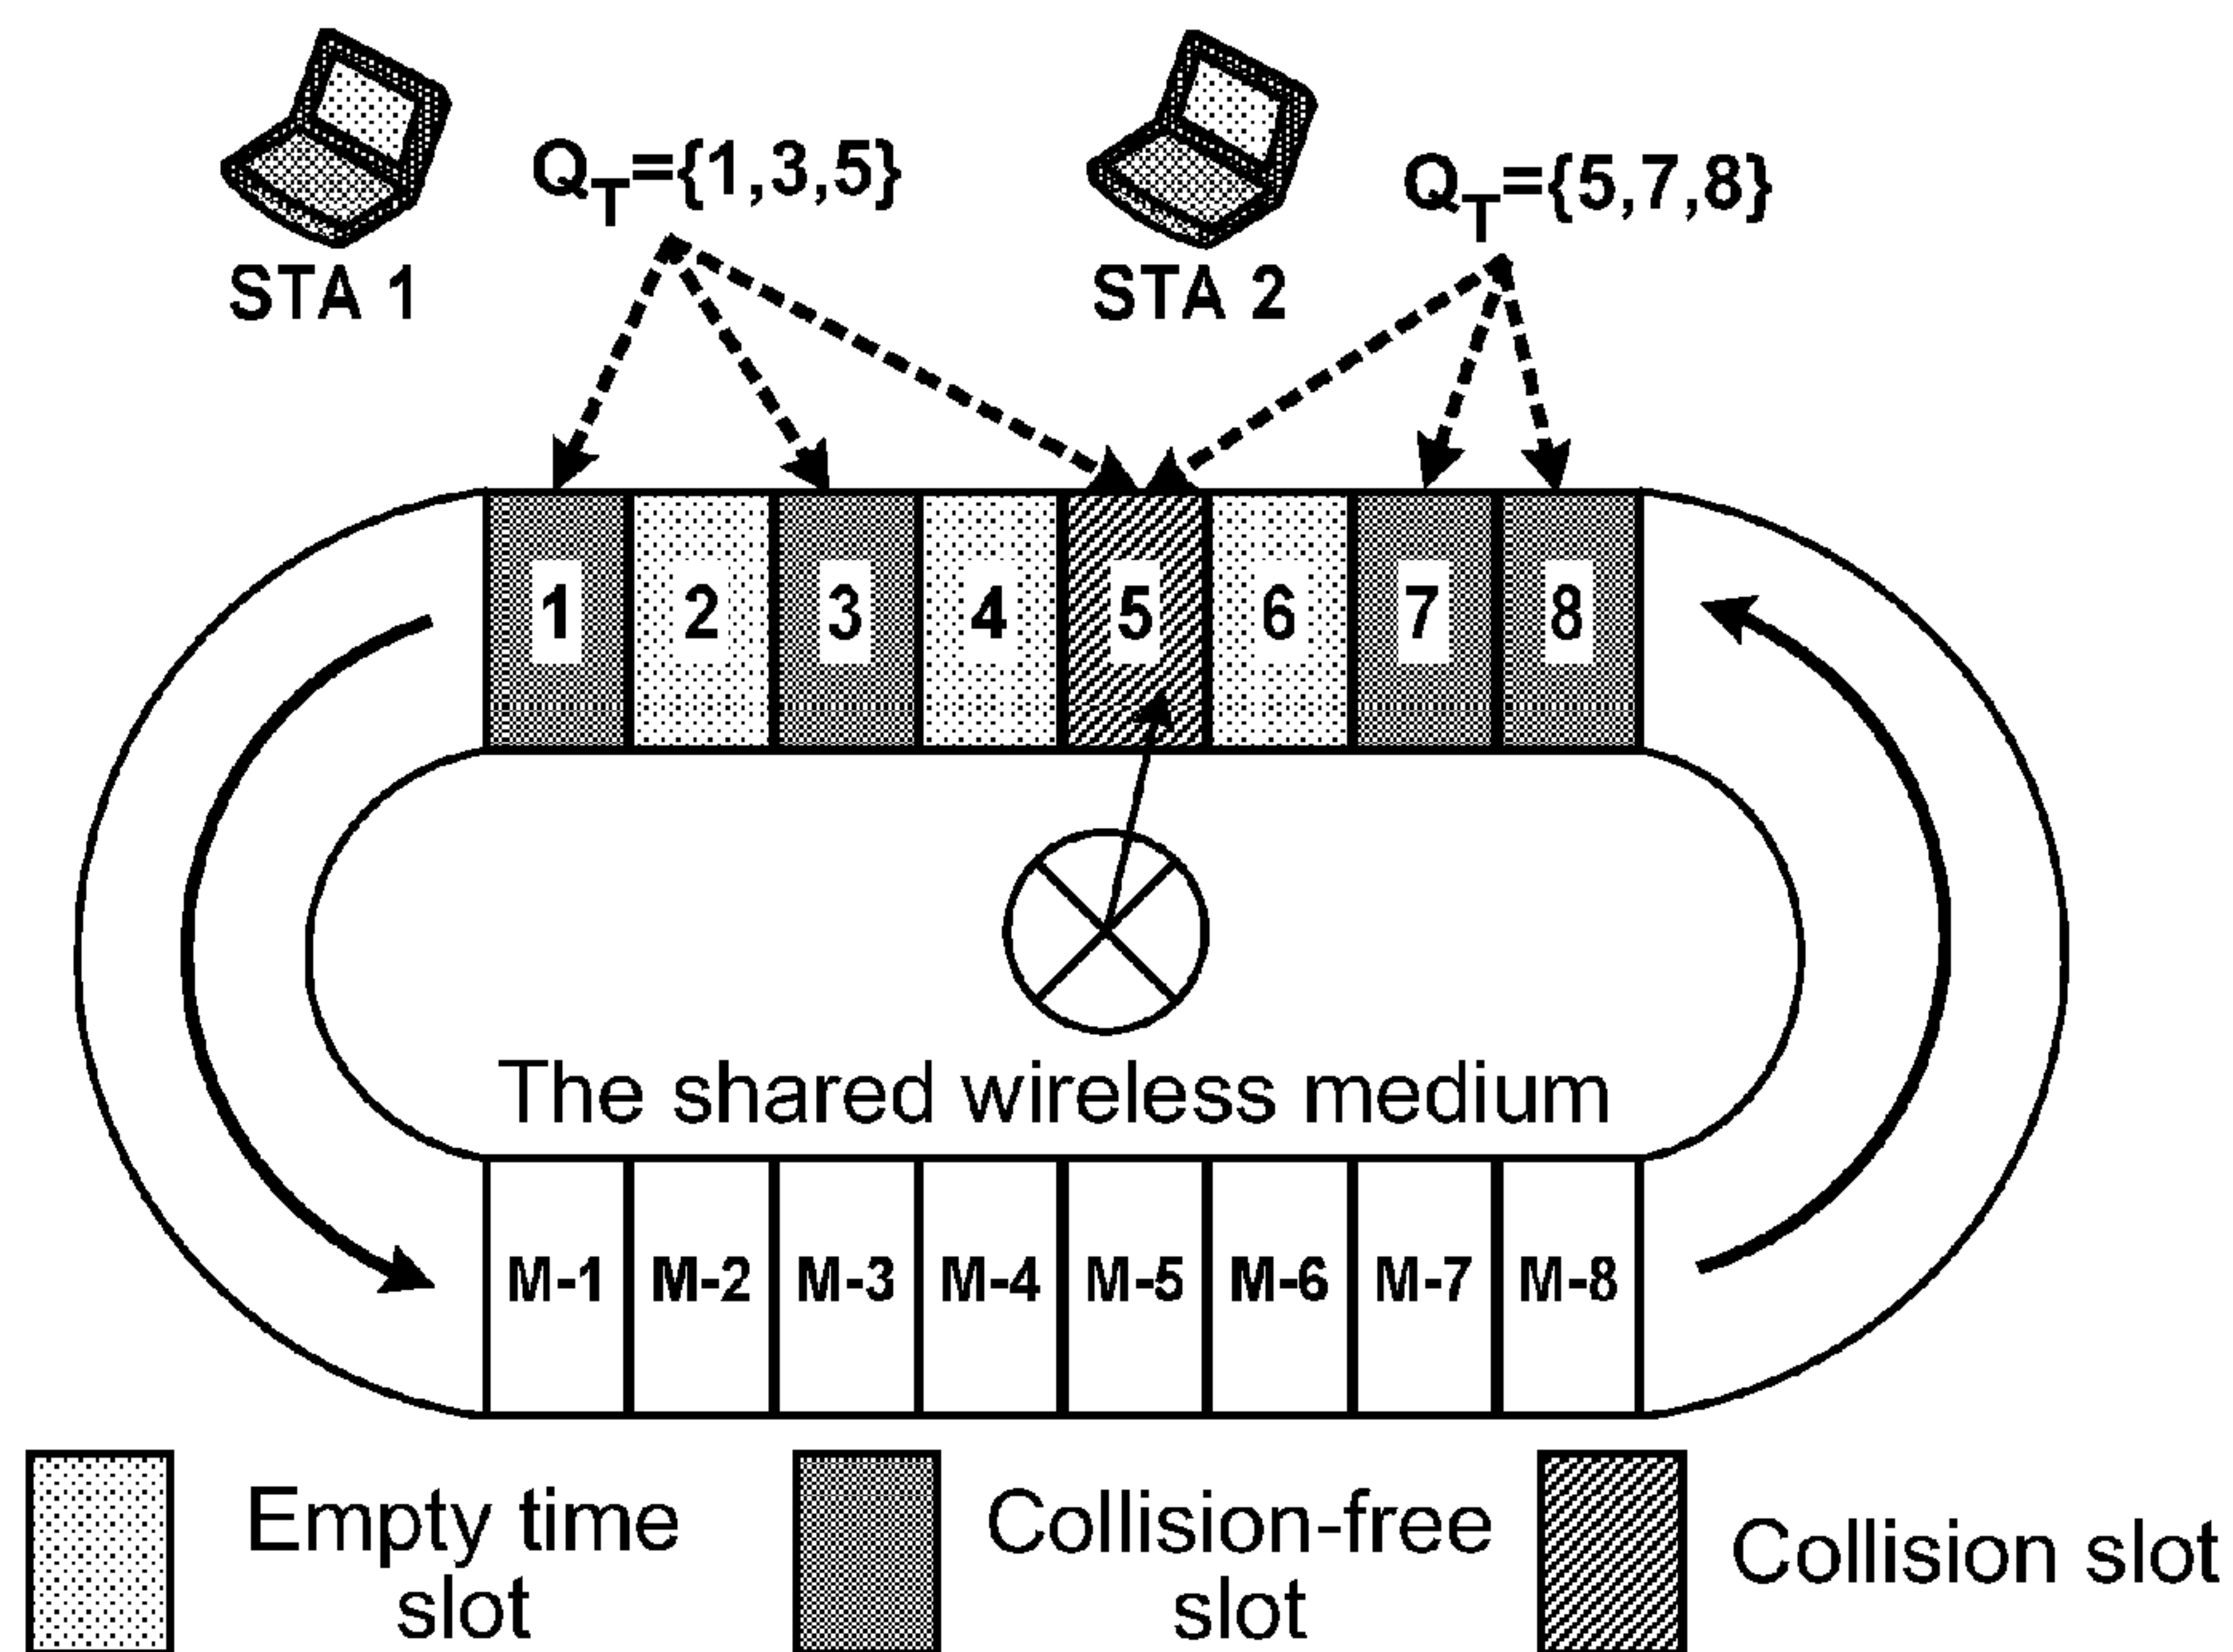 Q_T={1,3,5}
Q_T={5,7,8}
STA 1
STA 2
1 2 3 4 5 6 7 8
The shared wireless medium
M-1 M-2 M-3 M-4 M-5 M-6 M-7 M-8
Empty time
slot
Collision-free
slot
Collision slot